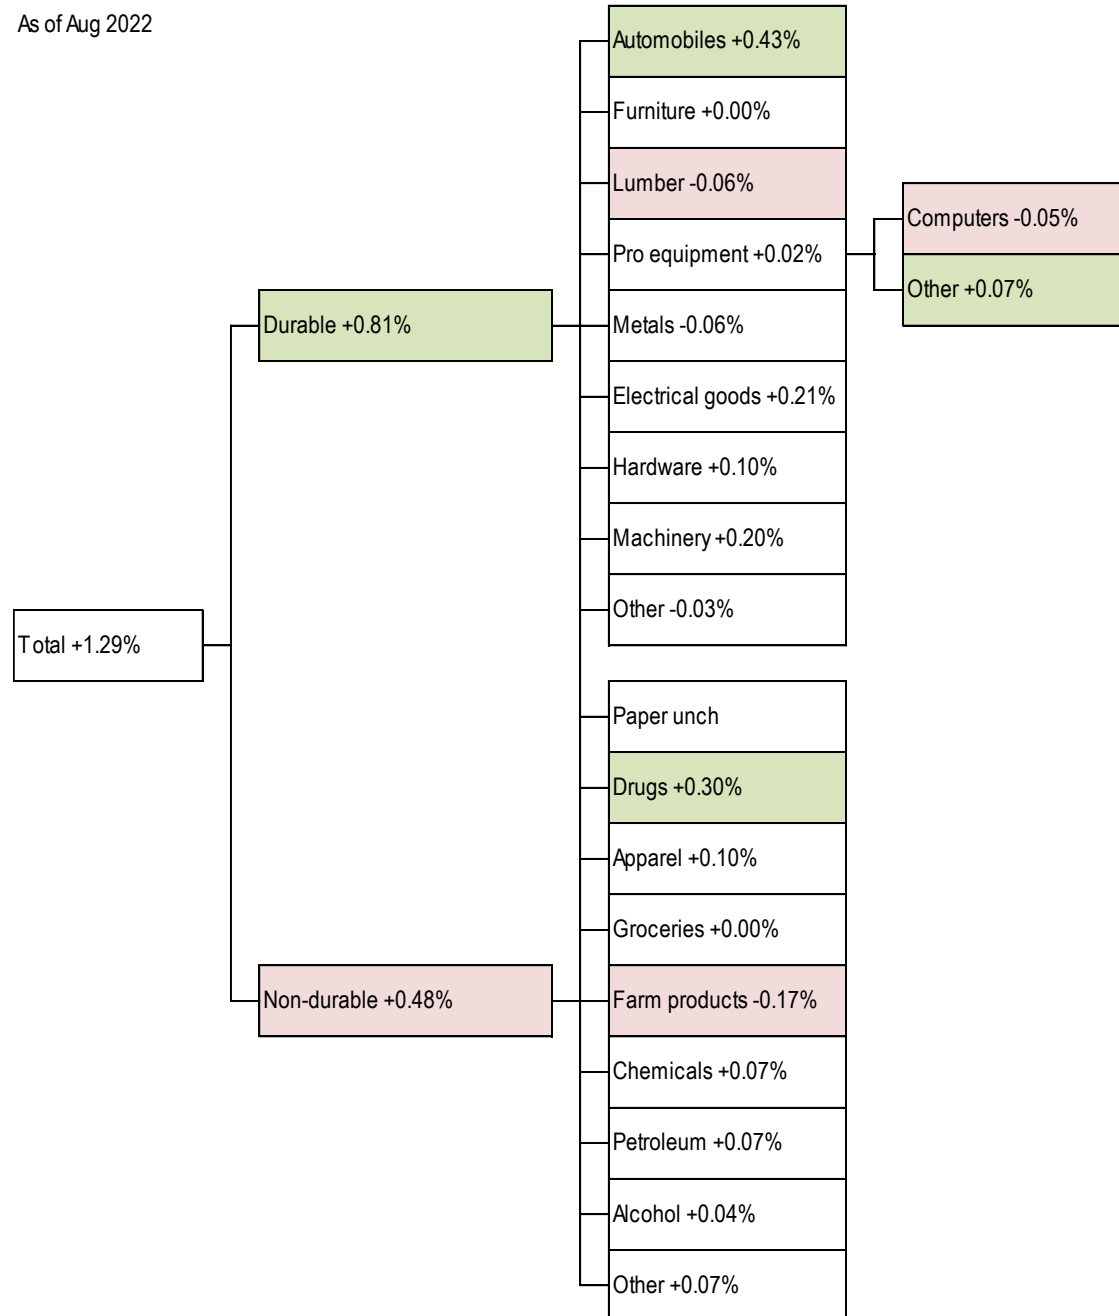 As of Aug 2022
Automobiles +0.43%
Furniture +0.00%
Lumber -0.06%
Computers -0.05%
Pro equipment +0.02%
Other +0.07%
Durable +0.81%
Metals -0.06%
Electrical goods +0.21%
Hardware +0.10%
Machinery +0.20%
Other -0.03%
Total +1.29%
Paper unch
Drugs +0.30%
Apparel +0.10%
Groceries +0.00%
Non-durable +0.48%
Farm products -0.17%
Chemicals +0.07%
Petroleum +0.07%
Alcohol +0.04%
Other +0.07%